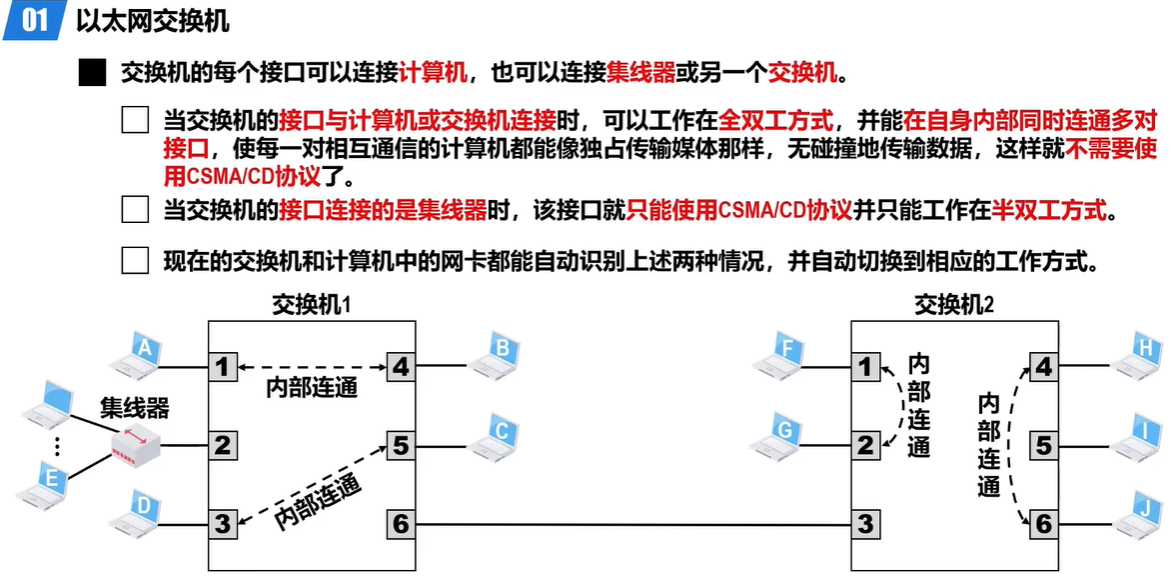 01 以太网交换机
交换机的每个接口可以连接计算机，也可以连接集线器或另一个交换机。
当交换机的接口与计算机或交换机连接时，可以工作在全双工方式，并能在自身内部同时连通多对
接口，使每一对相互通信的计算机都能像独占传输媒体那样，无碰撞地传输数据，这样就不需要使
用CSMA/CD协议了。
当交换机的接口连接的是集线器时，该接口就只能使用CSMA/CD协议并只能工作在半双工方式。
现在的交换机和计算机中的网卡都能自动识别上述两种情况，并自动切换到相应的工作方式。
交换机1
A
1
内部连通
4
B
集线器
2
E
5
C
D
3
内部连通
6
交换机2
F
1
内部连通
4
H
G
2
内部连通
5
I
3
6
J